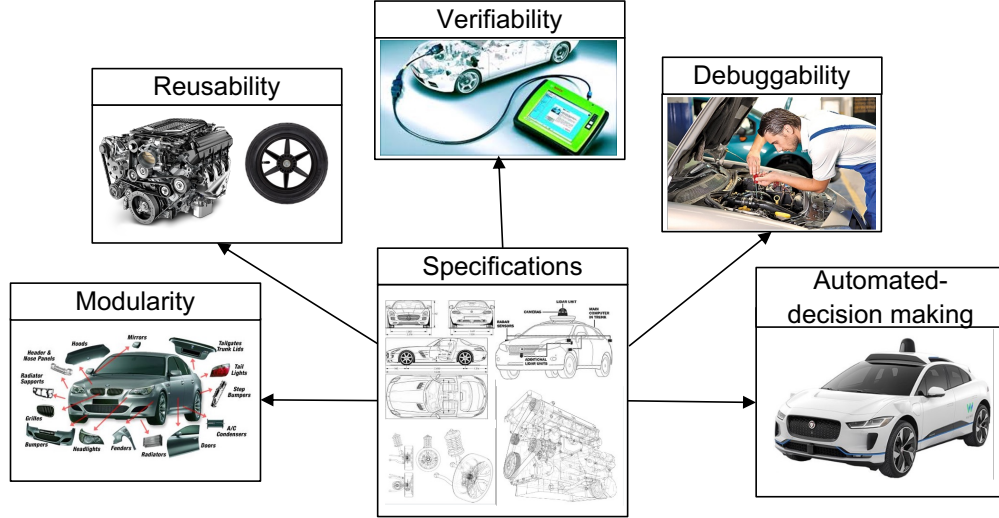 Verifiability
Reusability
Debuggability
Specifications
Automated-
decision making
Modularity
Mirrors
Hoods
Tailgates
Trunk Lids
Header &
Nose Panels
Tail
Lights
Radiator
Supports
Step
Bumpers
Grilles
A/C
Condensers
Bumpers
Headlights
Fenders
Radiators
Doors
LIDAR UNIT
CAMERAS
MAIN
COMPUTER
IN TRUNK
RADAR
SENSORS
ADDITIONAL
LIDAR UNITS